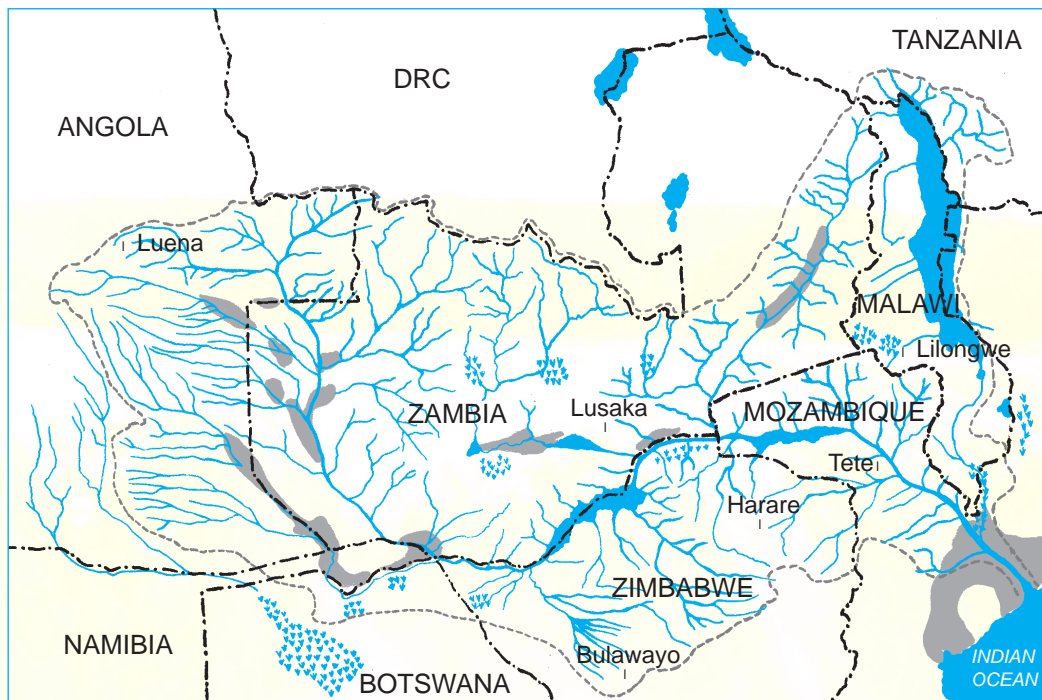 TANZANIA
DRC
ANGOLA
Luena
MALAWI
Lilongwe
ZAMBIA
Lusaka
MOZAMBIQUE
Tete
Harare
ZIMBABWE
NAMIBIA
Bulawayo
BOTSWANA
INDIAN
OCEAN